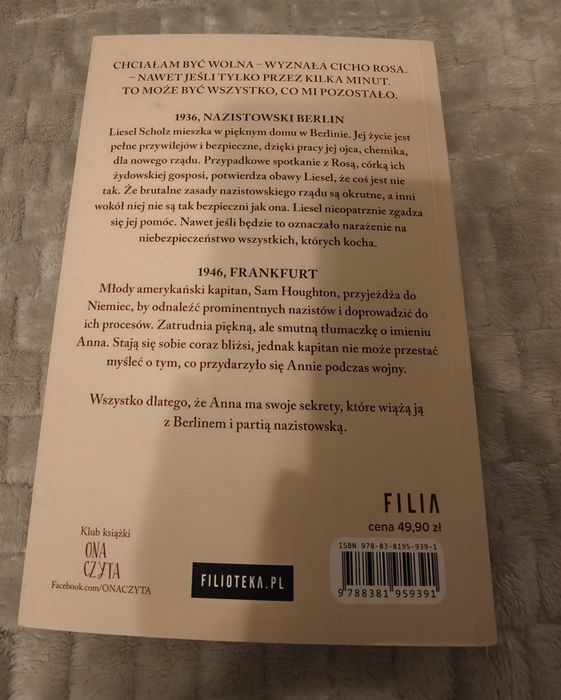 CHCIAŁAM BYĆ WOLNA – WYZNAŁA CICHO ROSA.
– NAWET JEŚLI TYLKO PRZEZ KILKA MINUT.
TO MOŻE BYĆ WSZYSTKO, CO MI POZOSTAŁO.
1936, NAZISTOWSKI BERLIN
Liesel Scholz mieszka w pięknym domu w Berlinie. Jej życie jest
pełne przywilejów i bezpieczne, dzięki pracy jej ojca, chemika,
dla nowego rządu. Przypadkowe spotkanie z Rosą, córką ich
żydowskiej gosposi, potwierdza obawy Liesel, że coś jest nie
tak. Że brutalne zasady nazistowskiego rządu są okrutne, a inni
wokół niej nie są tak bezpieczni jak ona. Liesel nieopatrznie zgadza
się jej pomóc. Nawet jeśli będzie to oznaczało narażenie na
niebezpieczeństwo wszystkich, których kocha.
1946, FRANKFURT
Młody amerykański kapitan, Sam Houghton, przyjeżdża do
Niemiec, by odnaleźć prominentnych nazistów i doprowadzić do
ich procesów. Zatrudnia piękną, ale smutną tłumaczkę o imieniu
Anna. Stają się sobie coraz bliżsi, jednak kapitan nie może przestać
myśleć o tym, co przydarzyło się Annie podczas wojny.
Wszystko dlatego, że Anna ma swoje sekrety, które wiążą ją
z Berlinem i partią nazistowską.
FILIA
cena 49,90 zł
Klub książki
ONA
CZYTA
Facebook.com/ONACZYTA
FILIOTEKA.PL
ISBN 978-83-8195-939-1
9 788381 959391